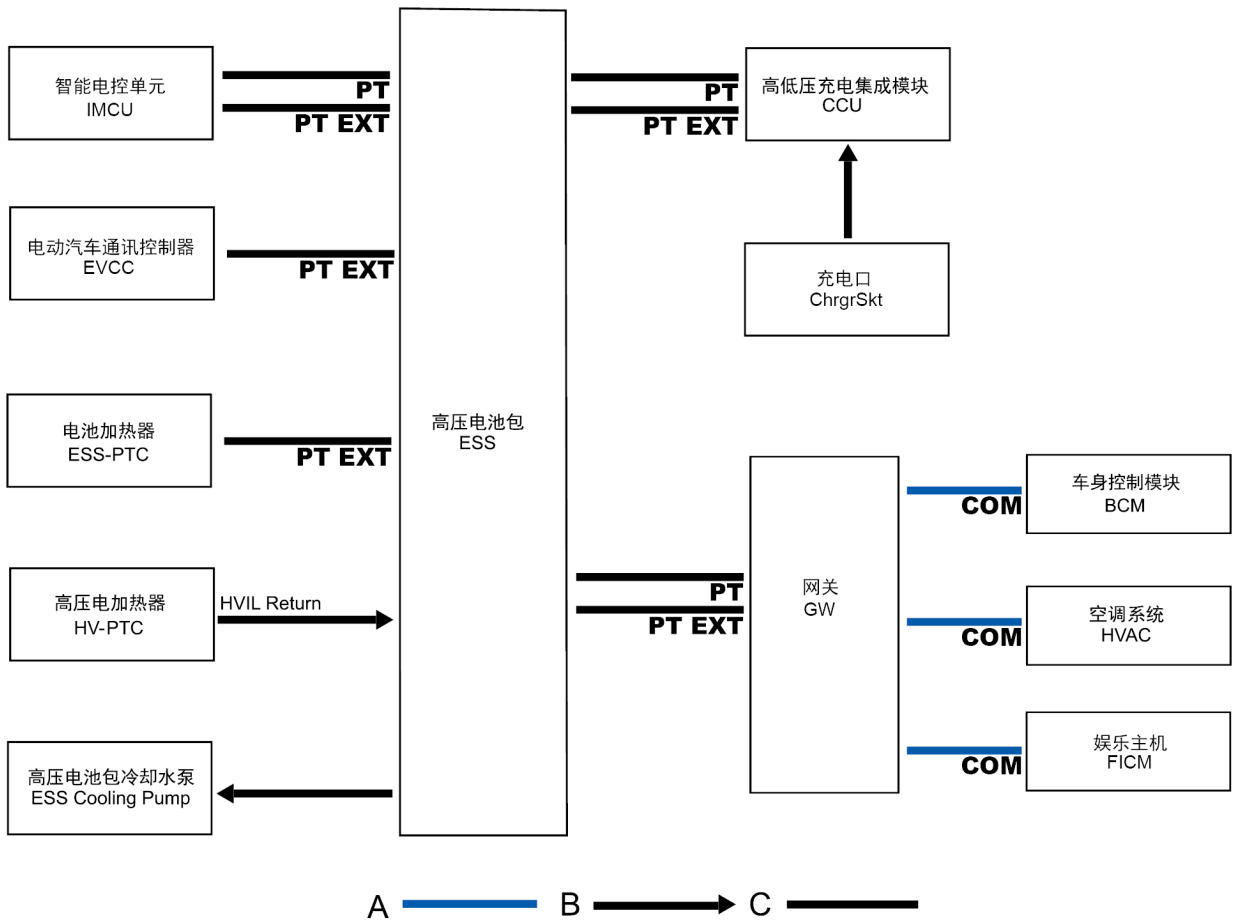 智能电控单元
IMCU
PT
PT EXT
电动汽车通讯控制器
EVCC
PT EXT
电池加热器
ESS-PTC
PT EXT
高压电加热器
HV-PTC
HVIL Return
高压电池包冷却水泵
ESS Cooling Pump
高压电池包
ESS
PT
PT EXT
高低压充电集成模块
CCU
充电口
ChrgrSkt
PT
PT EXT
网关
GW
COM
车身控制模块
BCM
COM
空调系统
HVAC
COM
娱乐主机
FICM
A B C